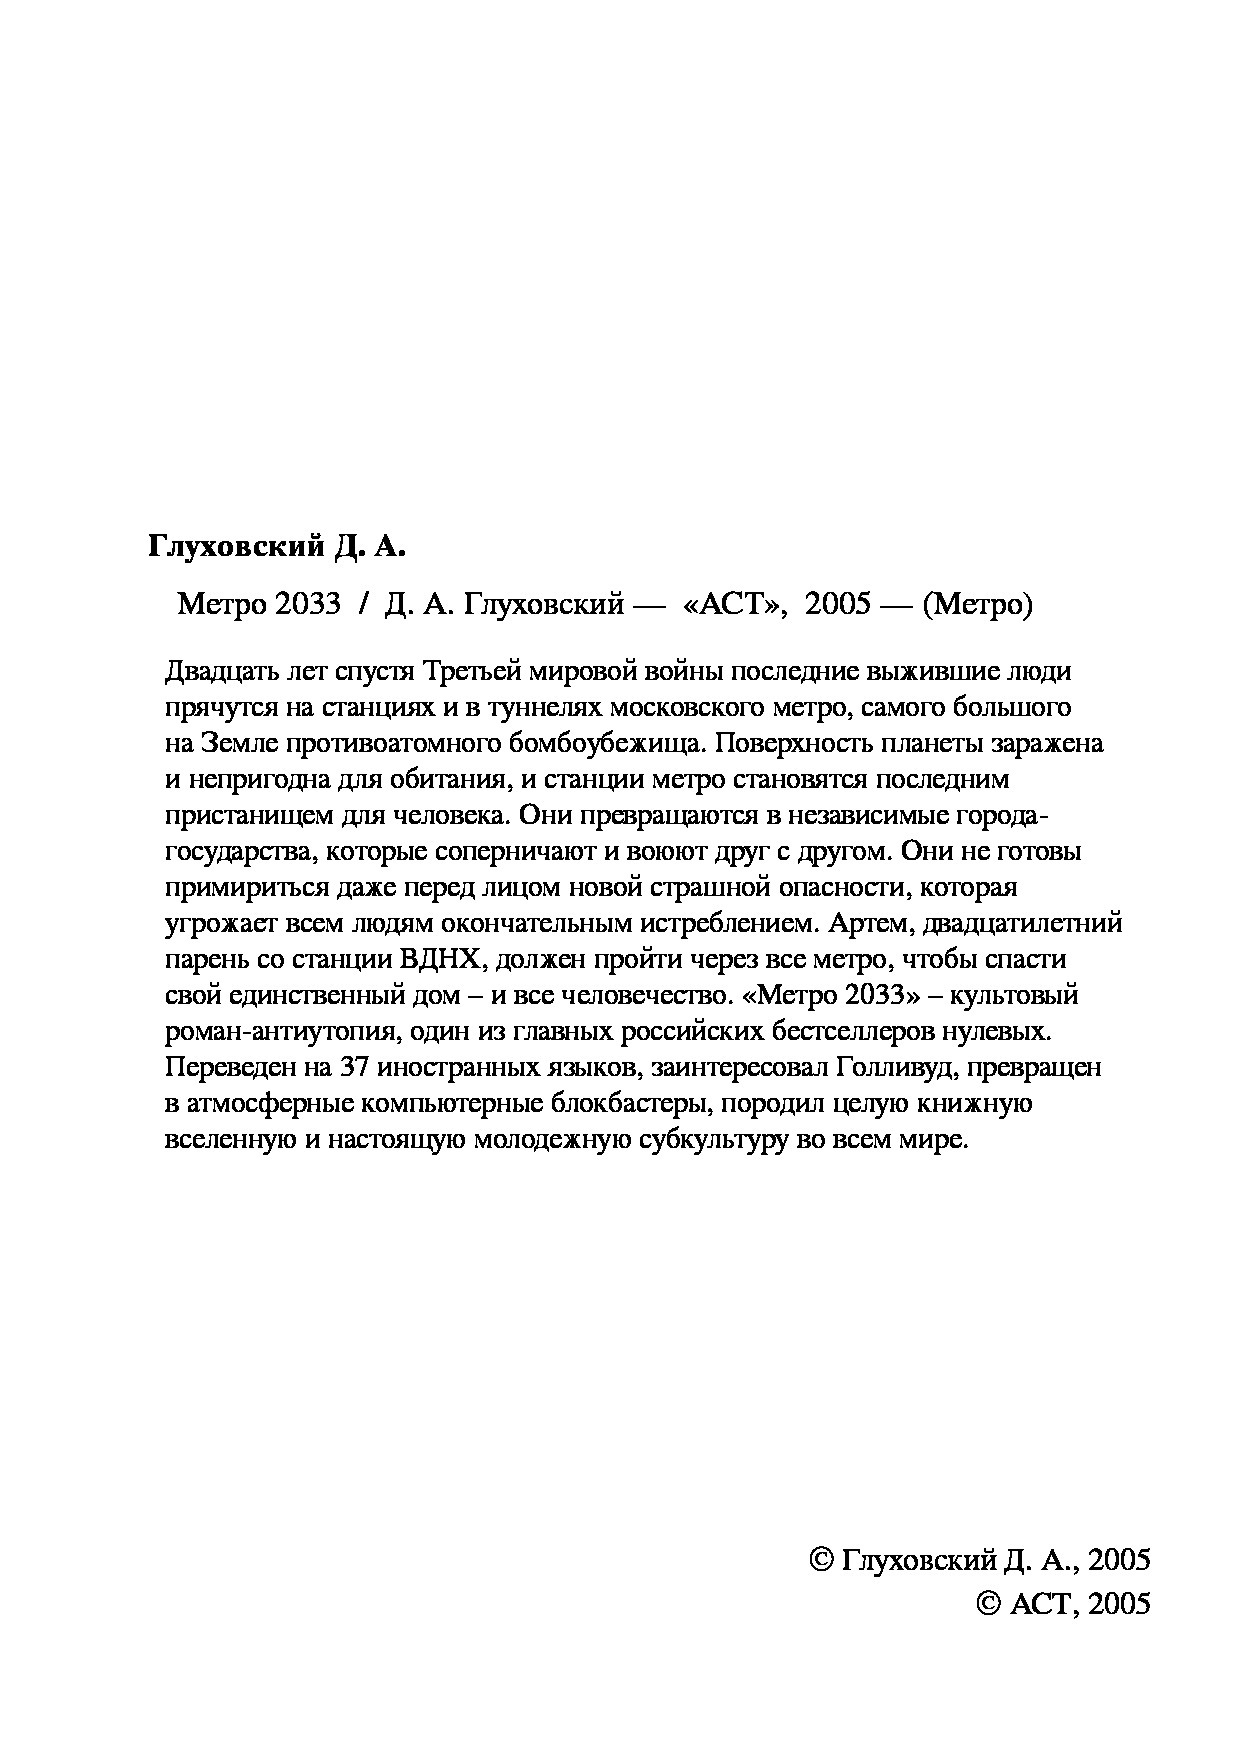 Глуховский Д. А.
Метро 2033 / Д. А. Глуховский — «АСТ», 2005 — (Метро)
Двадцать лет спустя Третьей мировой войны последние выжившие люди
прячутся на станциях и в туннелях московского метро, самого большого
на Земле противоатомного бомбоубежища. Поверхность планеты заражена
и непригодна для обитания, и станции метро становятся последним
пристанищем для человека. Они превращаются в независимые города-
государства, которые соперничают и воюют друг с другом. Они не готовы
примириться даже перед лицом новой страшной опасности, которая
угрожает всем людям окончательным истреблением. Артем, двадцатилетний
парень со станции ВДНХ, должен пройти через все метро, чтобы спасти
свой единственный дом – и все человечество. «Метро 2033» – культовый
роман-антиутопия, один из главных российских бестселлеров нулевых.
Переведен на 37 иностранных языков, заинтересовал Голливуд, превращен
в атмосферные компьютерные блокбастеры, породил целую книжную
вселенную и настоящую молодежную субкультуру во всем мире.
© Глуховский Д. А., 2005
© АСТ, 2005